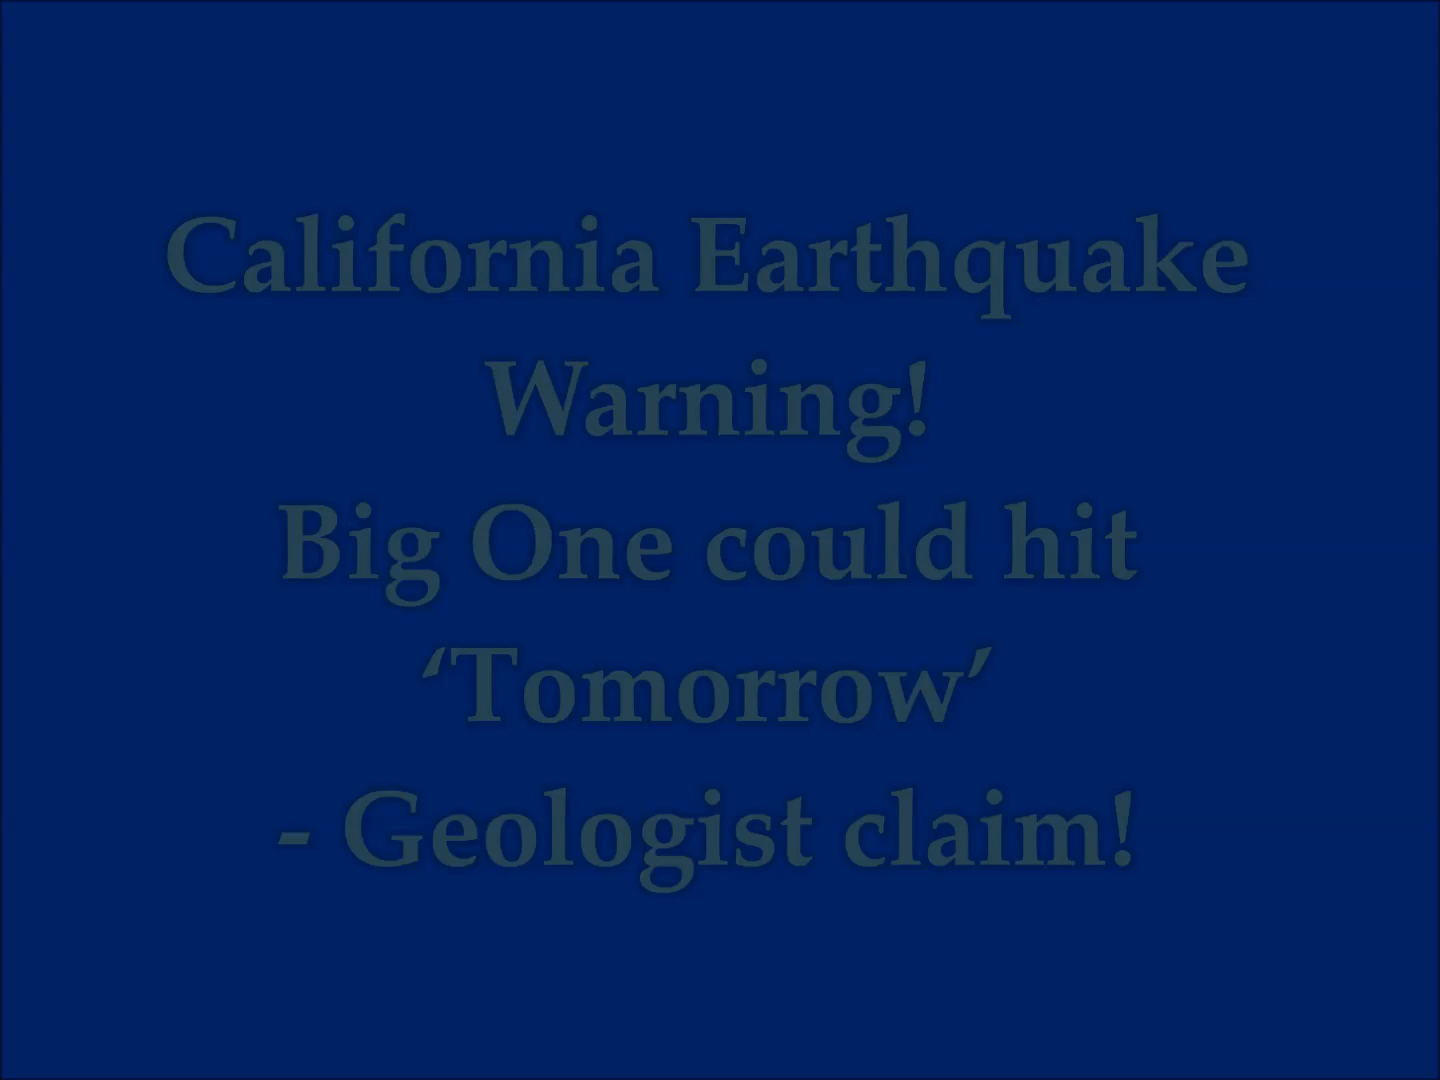 California Earthquake
Warning!
Big One could hit
‘Tomorrow’
- Geologist claim!